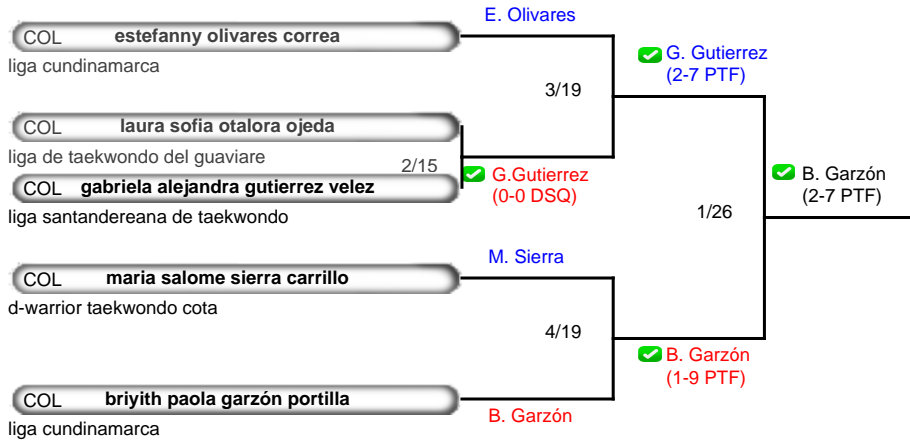 E. Olivares
COL estefanny olivares correa
liga cundinamarca
G. Gutierrez
(2-7 PTF)
3/19
COL laura sofia otalora ojeda
liga de taekwondo del guaviare
2/15
G.Gutierrez
(0-0 DSQ)
COL gabriela alejandra gutierrez velez
liga santandereana de taekwondo
B. Garzón
(2-7 PTF)
1/26
M. Sierra
COL maria salome sierra carrillo
d-warrior taekwondo cota
4/19
B. Garzón
(1-9 PTF)
COL briyith paola garzón portilla
B. Garzón
liga cundinamarca